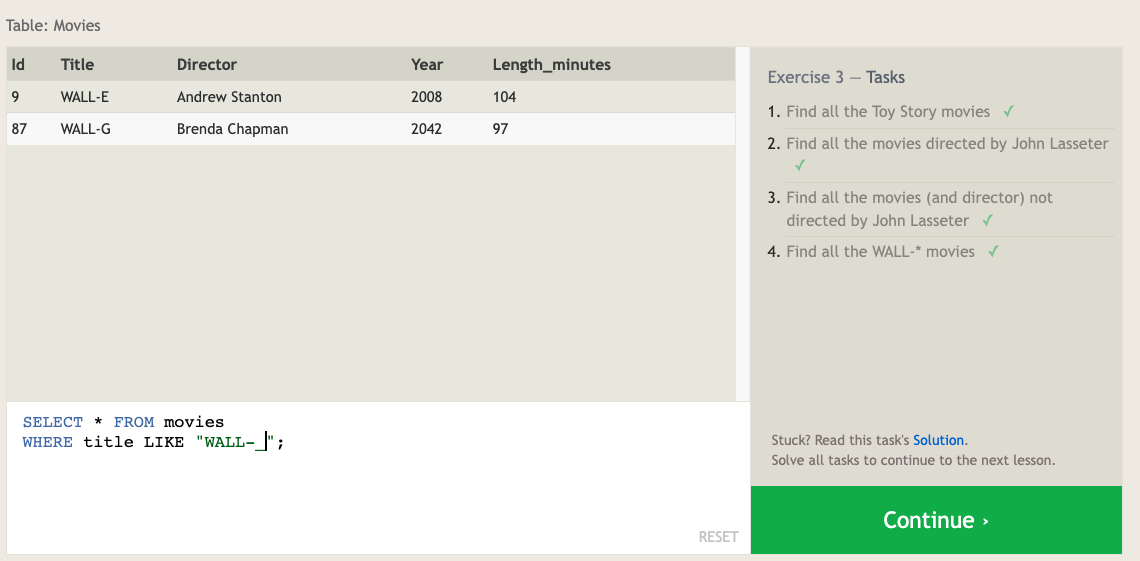 Table: Movies
Id Title Director Year Length_minutes
9 WALL-E Andrew Stanton 2008 104
87 WALL-G Brenda Chapman 2042 97
SELECT * FROM movies
WHERE title LIKE "WALL-_";
RESET
Exercise 3 — Tasks
1. Find all the Toy Story movies ✓
2. Find all the movies directed by John Lasseter
✓
3. Find all the movies (and director) not
directed by John Lasseter ✓
4. Find all the WALL-* movies ✓
Stuck? Read this task's Solution.
Solve all tasks to continue to the next lesson.
Continue ›